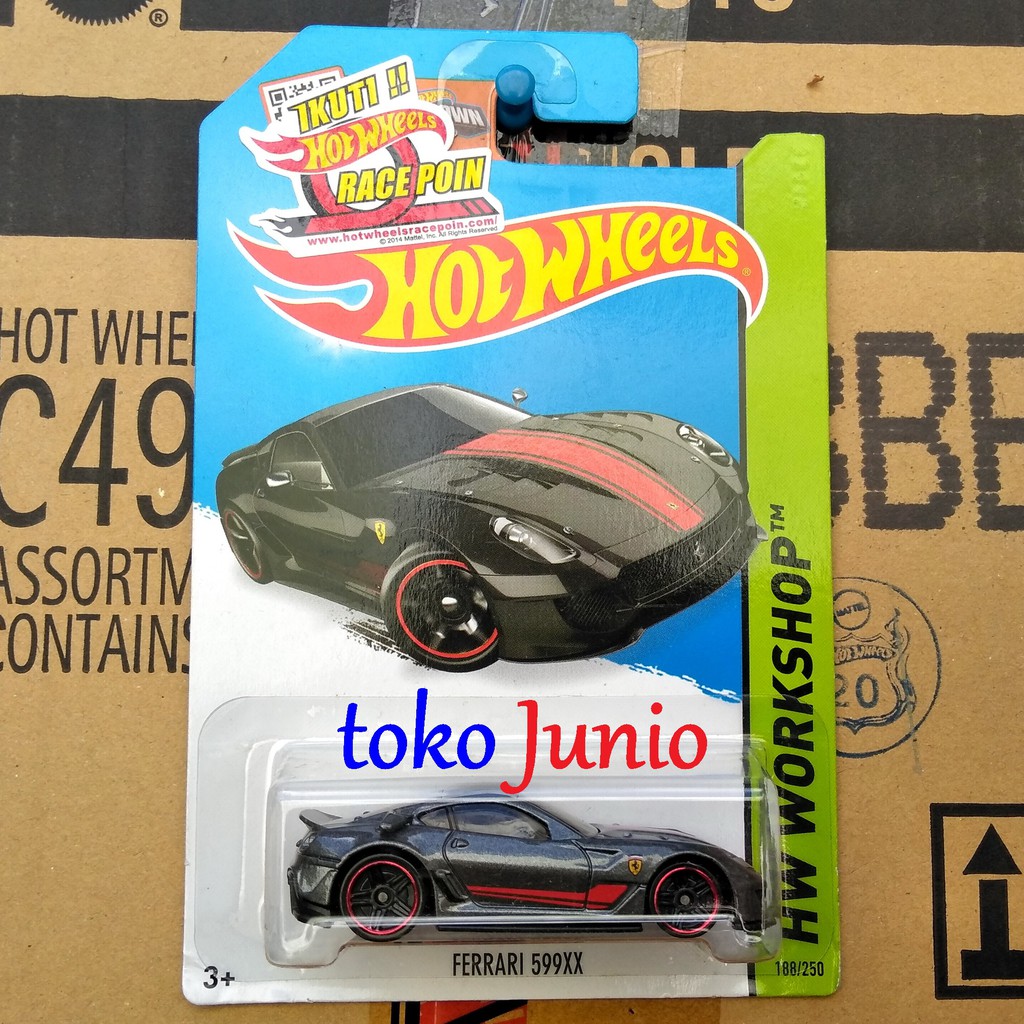 IKUTI !!
HOT WHEELS
RACE POIN
www.hotwheelsracepoin.com/
© 2014 Mattel, Inc. All Rights Reserved
HOT WHEELS®
HW WORKSHOP™
toko Junio
3+
FERRARI 599XX
188/250
HOT WHE
C49
ASSORTM
CONTAINS
BBE
MATTEL
HOT WHEELS
20